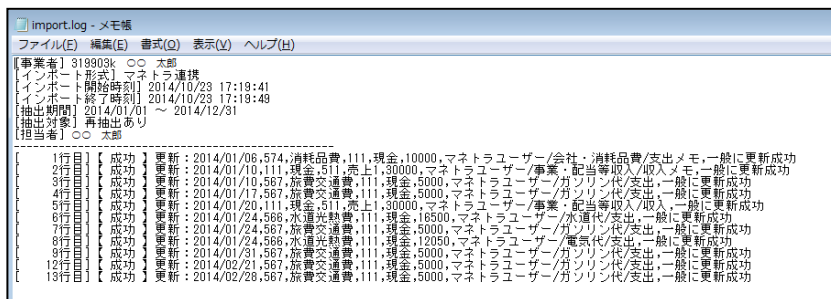 import.log - メモ帳
ファイル(F) 編集(E) 書式(O) 表示(V) ヘルプ(H)
[事業者] 319903k ○○ 太郎
[インポート形式] マネトラ連携
[インポート開始時刻] 2014/10/23 17:19:41
[インポート終了時刻] 2014/10/23 17:19:49
[抽出期間] 2014/01/01 ～ 2014/12/31
[抽出対象] 再抽出あり
[担当者] ○○ 太郎
----------------------------------------
[ 1行目]【 成功 】更新：2014/01/06,574,消耗品費,111,現金,10000,マネトラユーザー/会社・消耗品費/支出メモ,一般に更新成功
[ 2行目]【 成功 】更新：2014/01/10,111,現金,511,売上1,30000,マネトラユーザー/事業・配当等収入/収入メモ,一般に更新成功
[ 3行目]【 成功 】更新：2014/01/10,567,旅費交通費,111,現金,5000,マネトラユーザー/ガソリン代/支出,一般に更新成功
[ 4行目]【 成功 】更新：2014/01/17,567,旅費交通費,111,現金,5000,マネトラユーザー/ガソリン代/支出,一般に更新成功
[ 5行目]【 成功 】更新：2014/01/20,111,現金,511,売上1,30000,マネトラユーザー/事業・配当等収入/収入,一般に更新成功
[ 6行目]【 成功 】更新：2014/01/24,566,水道光熱費,111,現金,16500,マネトラユーザー/水道代/支出,一般に更新成功
[ 7行目]【 成功 】更新：2014/01/24,567,旅費交通費,111,現金,5000,マネトラユーザー/ガソリン代/支出,一般に更新成功
[ 8行目]【 成功 】更新：2014/01/24,566,水道光熱費,111,現金,12050,マネトラユーザー/電気代/支出,一般に更新成功
[ 9行目]【 成功 】更新：2014/01/31,567,旅費交通費,111,現金,5000,マネトラユーザー/ガソリン代/支出,一般に更新成功
[ 12行目]【 成功 】更新：2014/02/21,567,旅費交通費,111,現金,5000,マネトラユーザー/ガソリン代/支出,一般に更新成功
[ 13行目]【 成功 】更新：2014/02/28,567,旅費交通費,111,現金,5000,マネトラユーザー/ガソリン代/支出,一般に更新成功